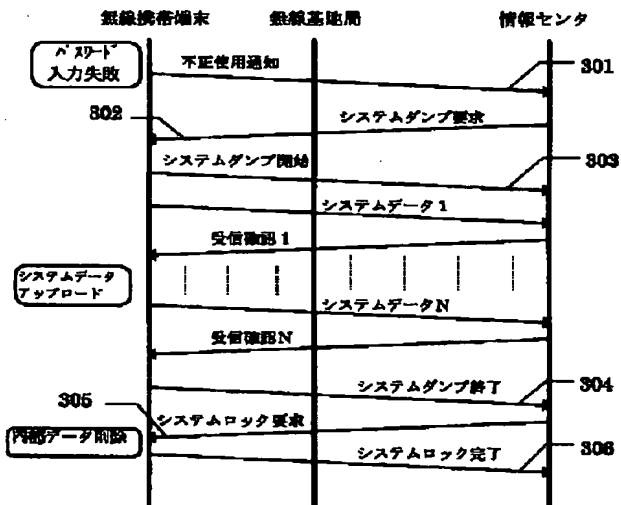 無線携帯端末
無線基地局
情報センタ
パスワード
入力失敗
不正使用通知
301
302
システムダンプ要求
システムダンプ開始
303
システムデータ1
受信確認1
システムデータ
アップロード
システムデータN
受信確認N
システムダンプ終了
304
305
システムロック要求
内部データ削除
システムロック完了
306